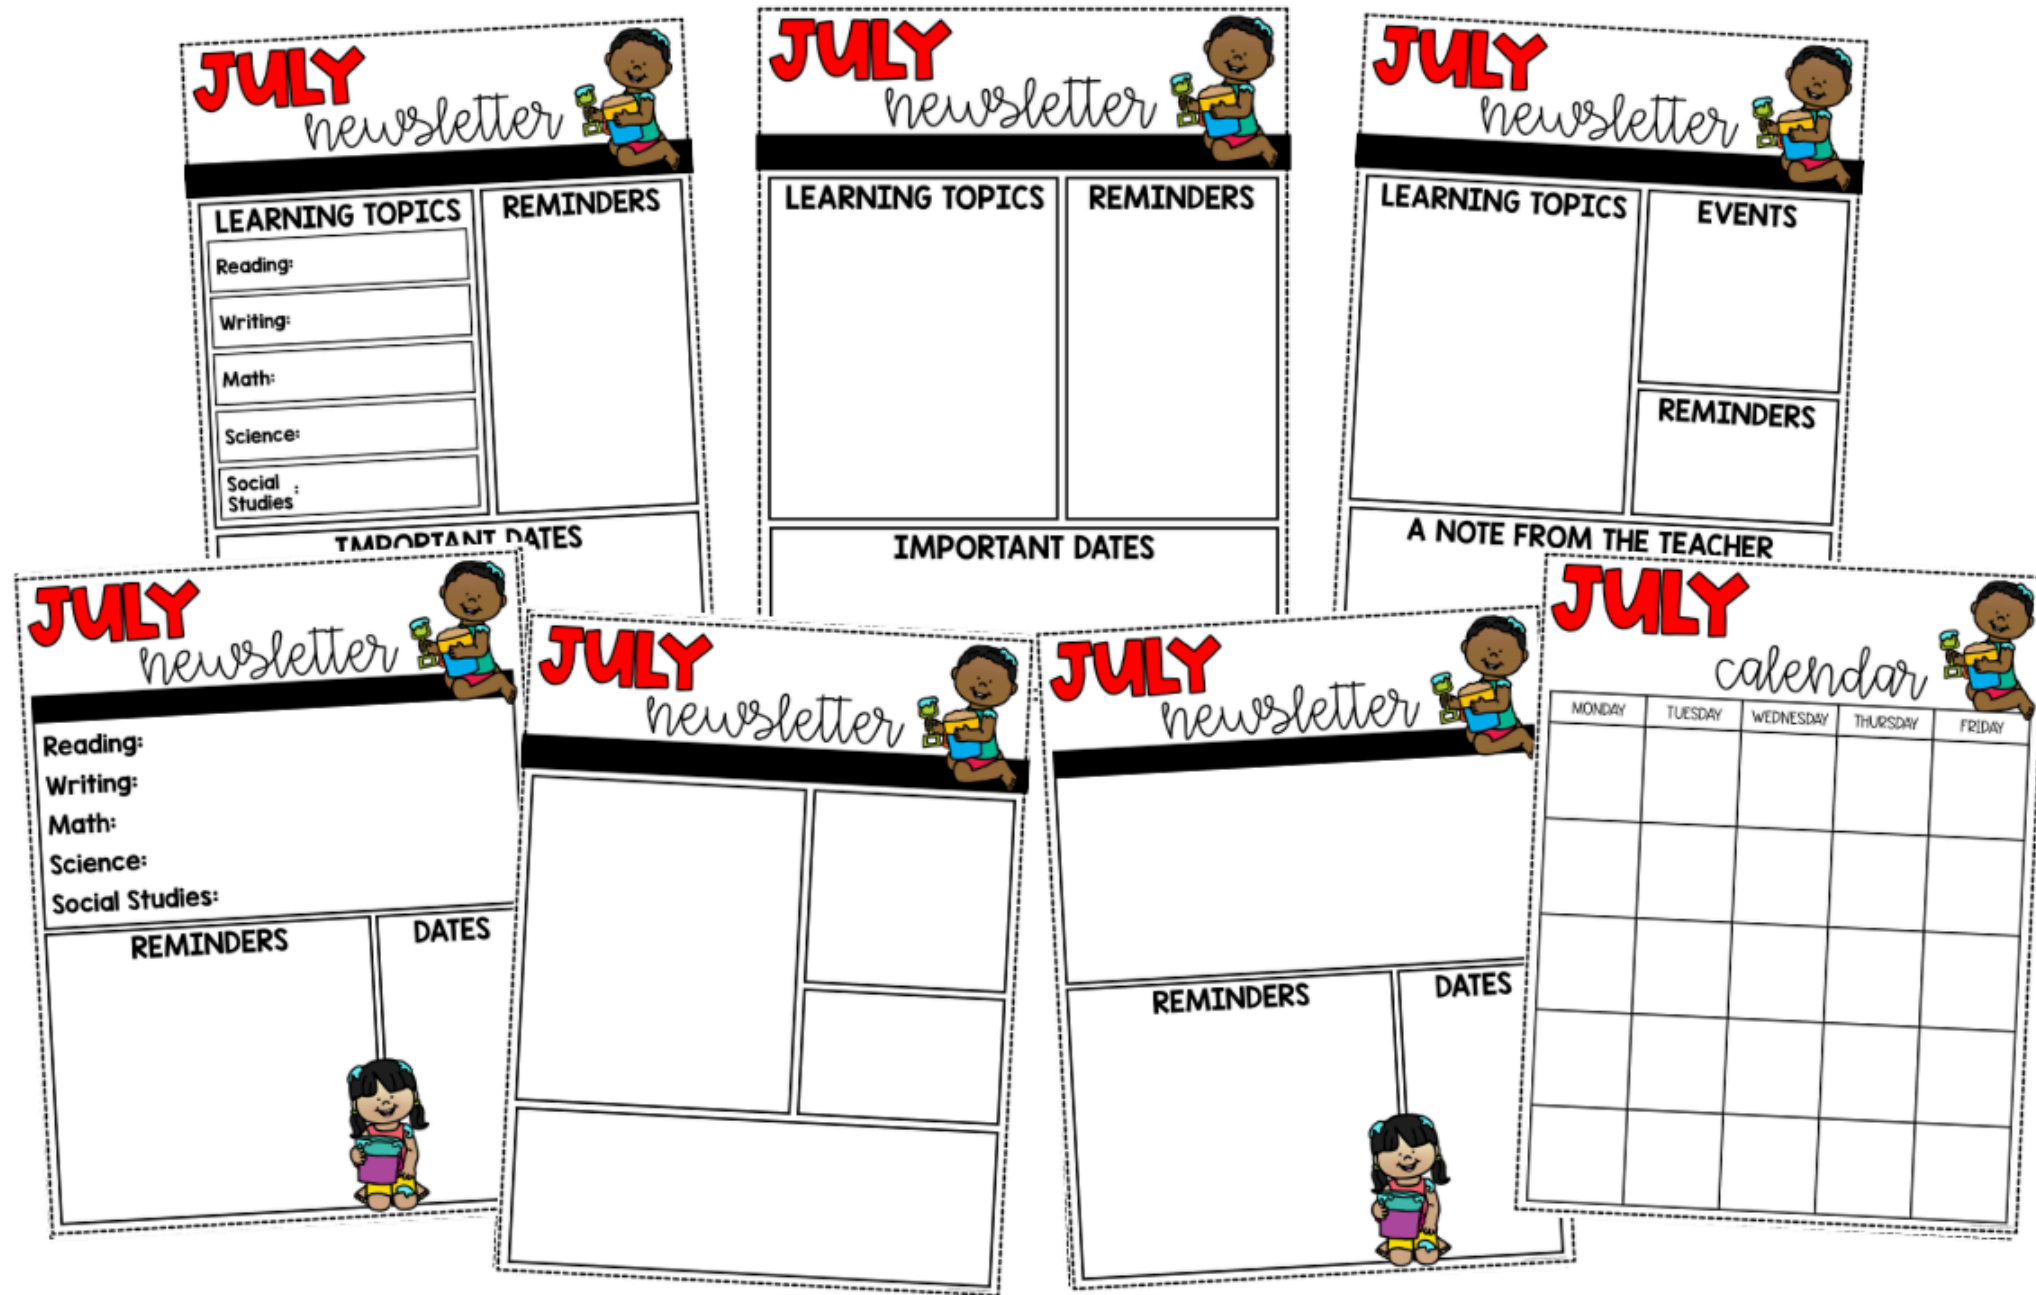 JULY
newsletter
LEARNING TOPICS
Reading:
Writing:
Math:
Science:
Social
Studies :
REMINDERS
IMPORTANT DATES
JULY
newsletter
LEARNING TOPICS
REMINDERS
IMPORTANT DATES
JULY
newsletter
LEARNING TOPICS
EVENTS
REMINDERS
A NOTE FROM THE TEACHER
JULY
newsletter
Reading:
Writing:
Math:
Science:
Social Studies:
REMINDERS
DATES
JULY
newsletter
JULY
newsletter
REMINDERS
DATES
JULY
calendar
MONDAY TUESDAY WEDNESDAY THURSDAY FRIDAY